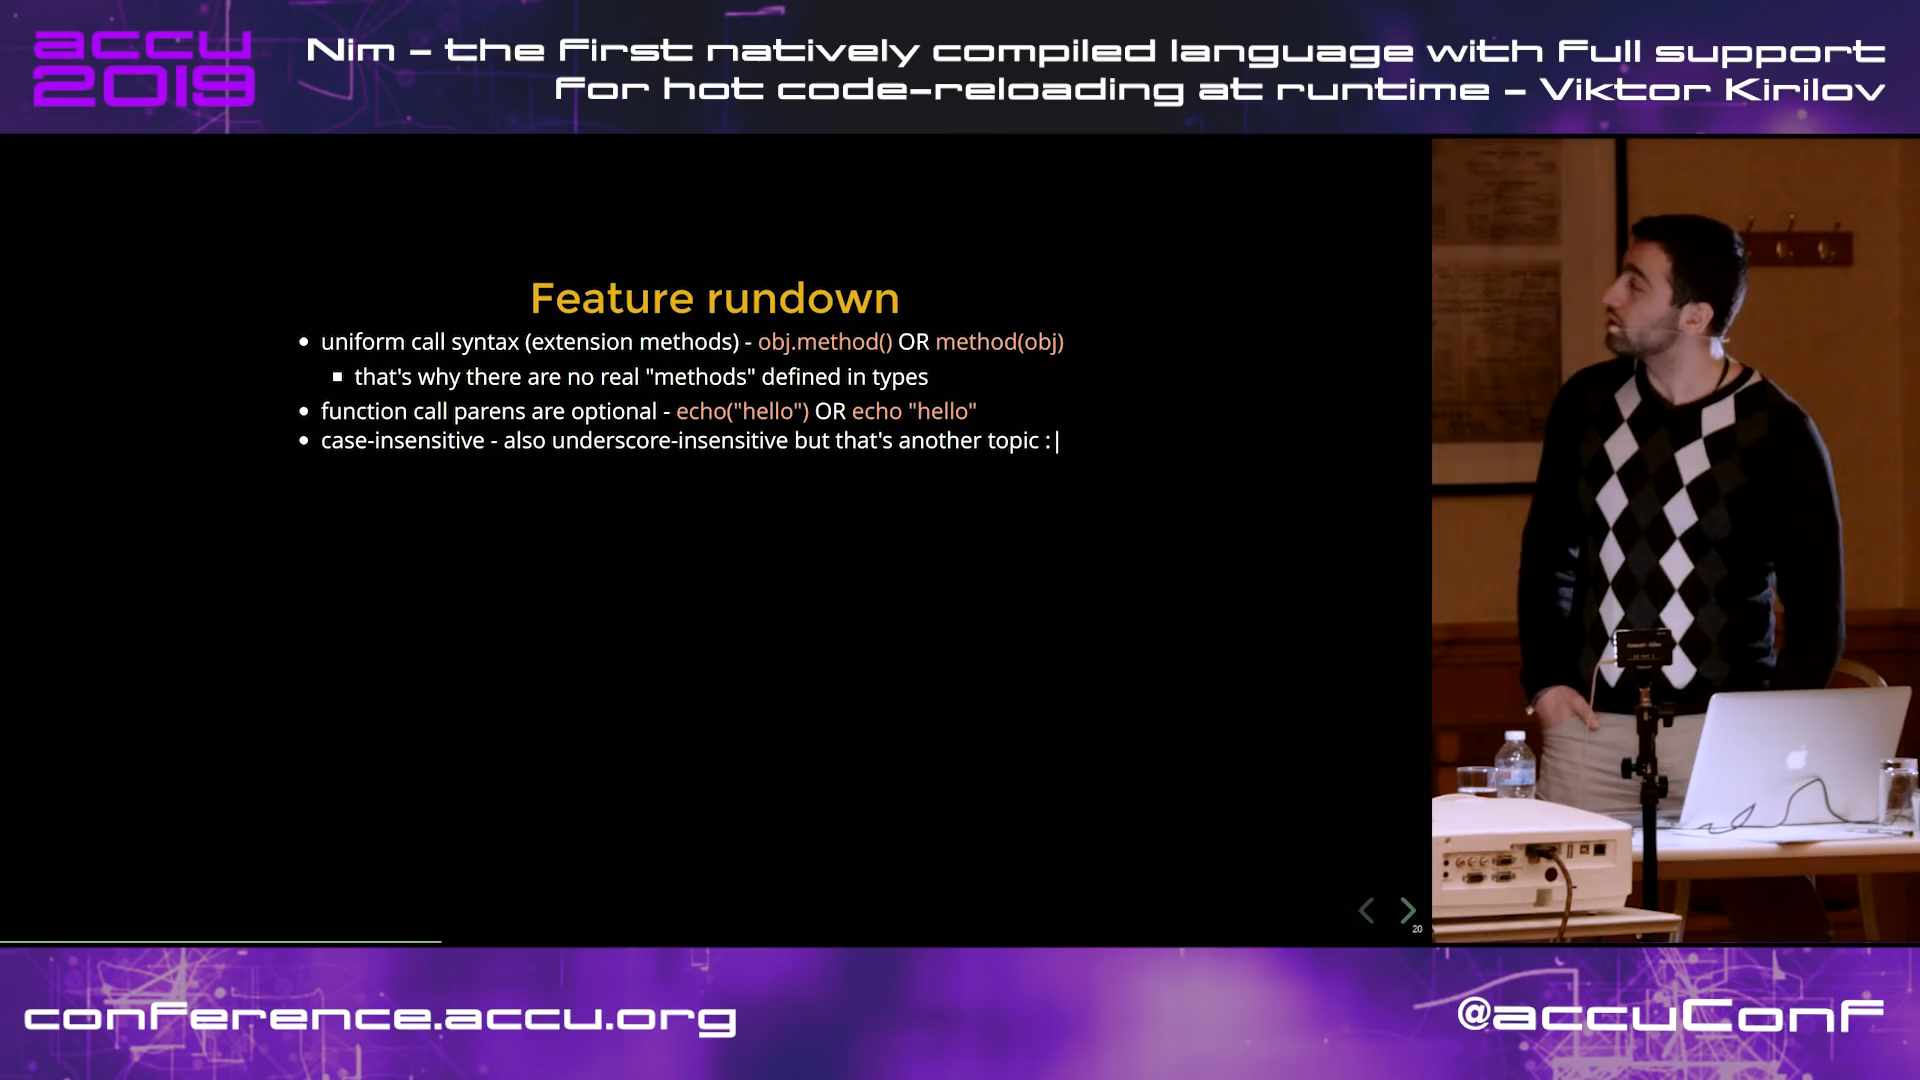 accu
2019
Nim – the first natively compiled language with full support
for hot code-reloading at runtime – Viktor Kirilov
Feature rundown
uniform call syntax (extension methods) - obj.method() OR method(obj)
that's why there are no real "methods" defined in types
function call parens are optional - echo("hello") OR echo "hello"
case-insensitive - also underscore-insensitive but that's another topic :|
20
conference.accu.org
@accuConf